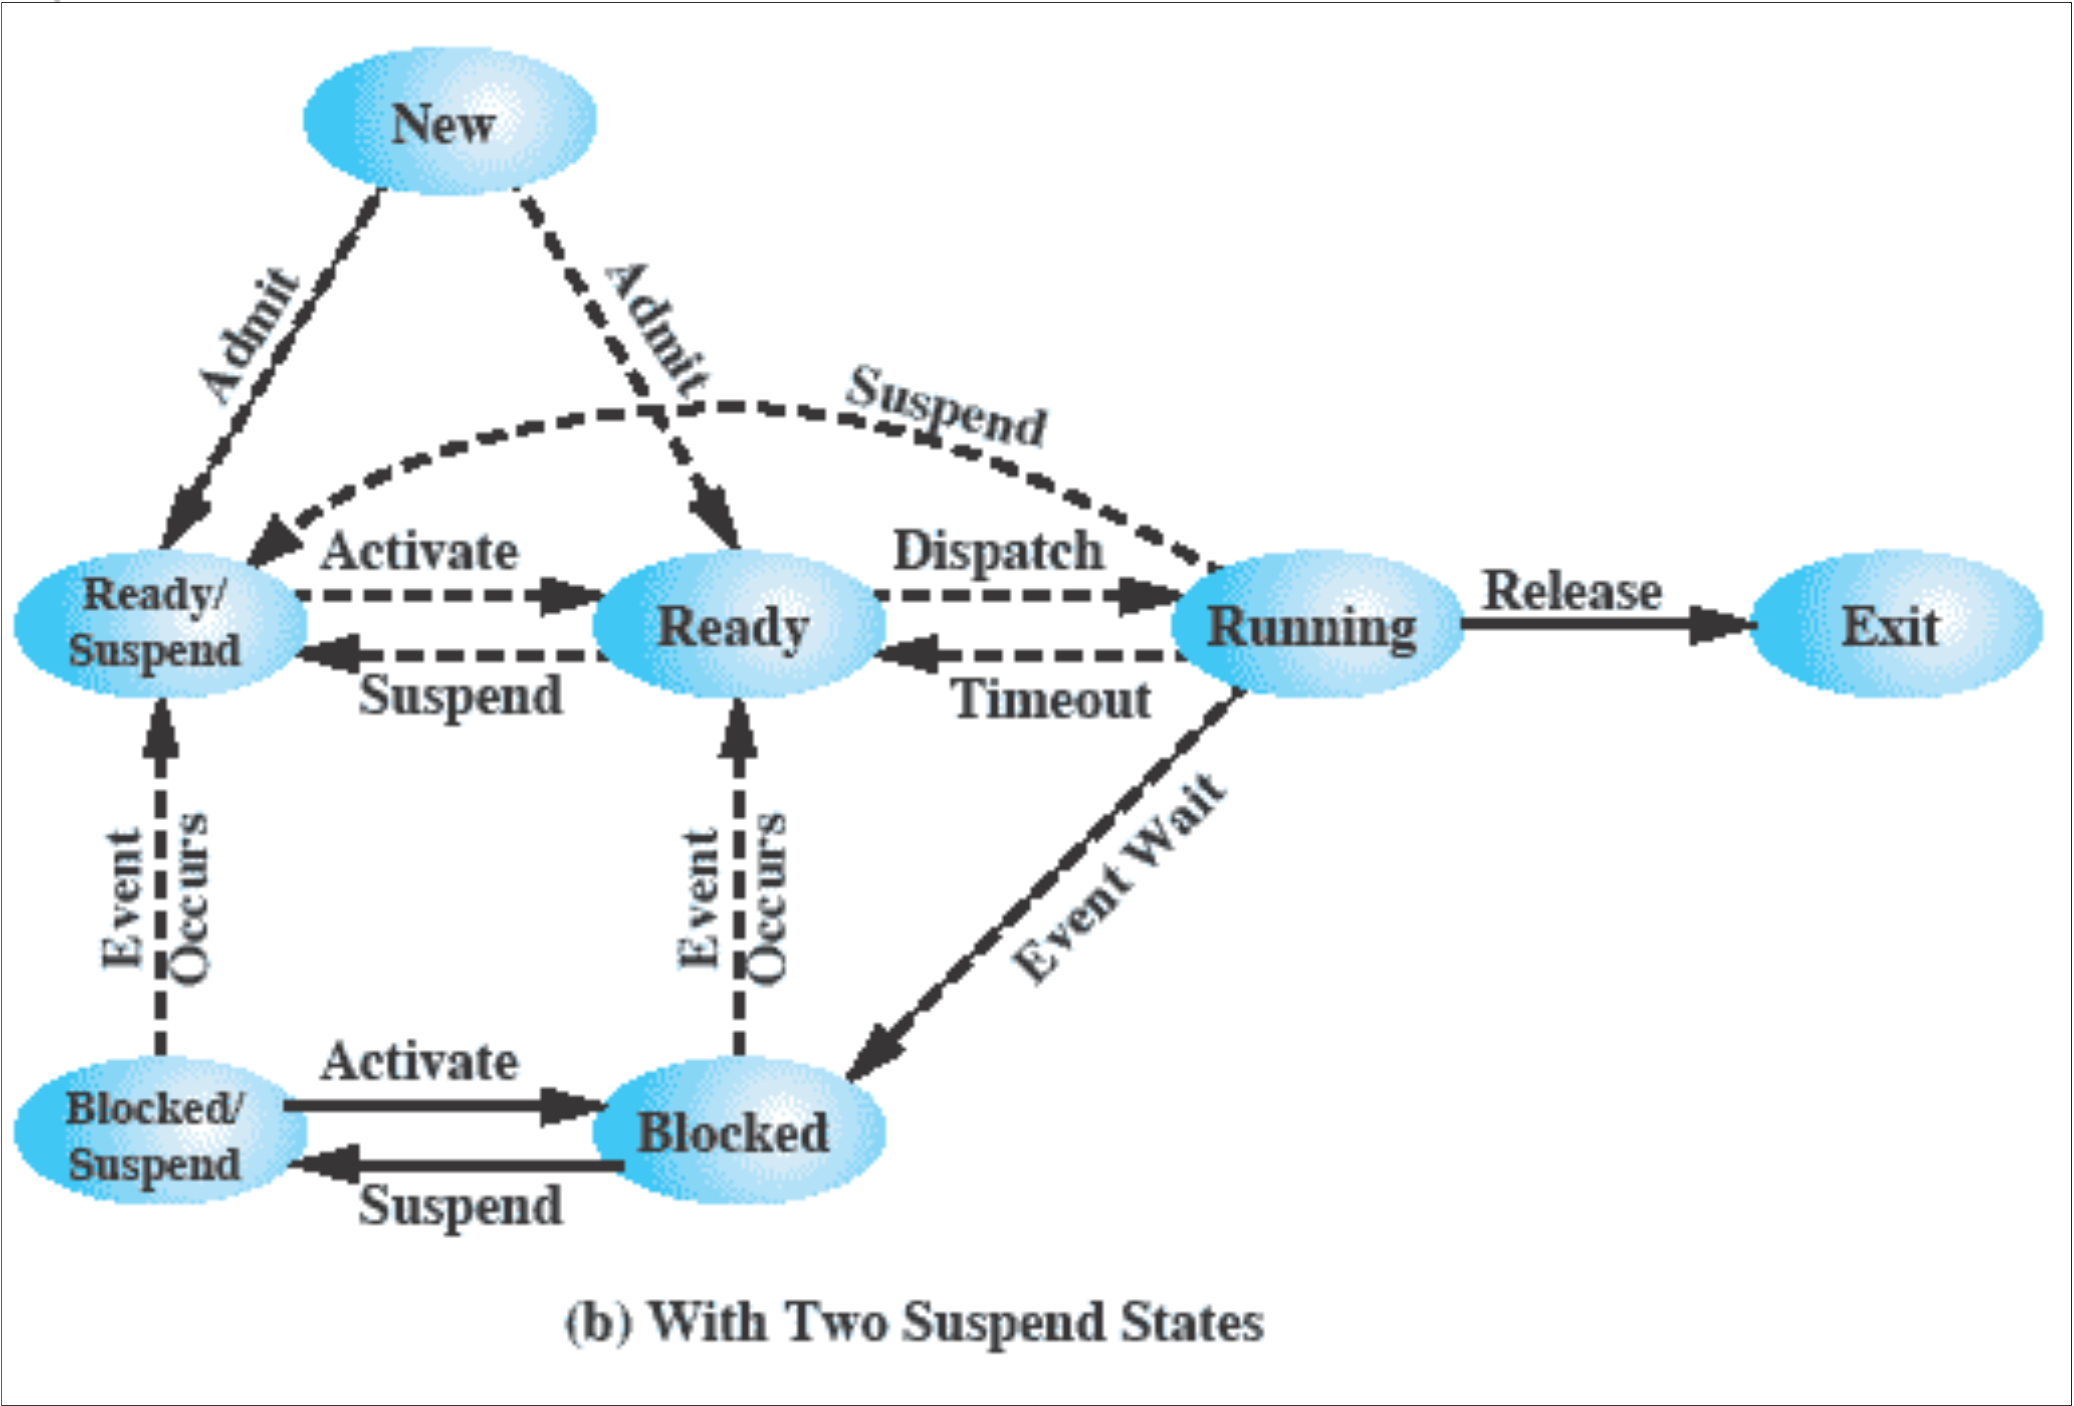 New
Admit
Admit
Suspend
Activate
Dispatch
Release
Ready/
Suspend
Ready
Running
Exit
Suspend
Timeout
Event
Occurs
Event
Occurs
Event Wait
Activate
Blocked/
Suspend
Blocked
Suspend
(b) With Two Suspend States